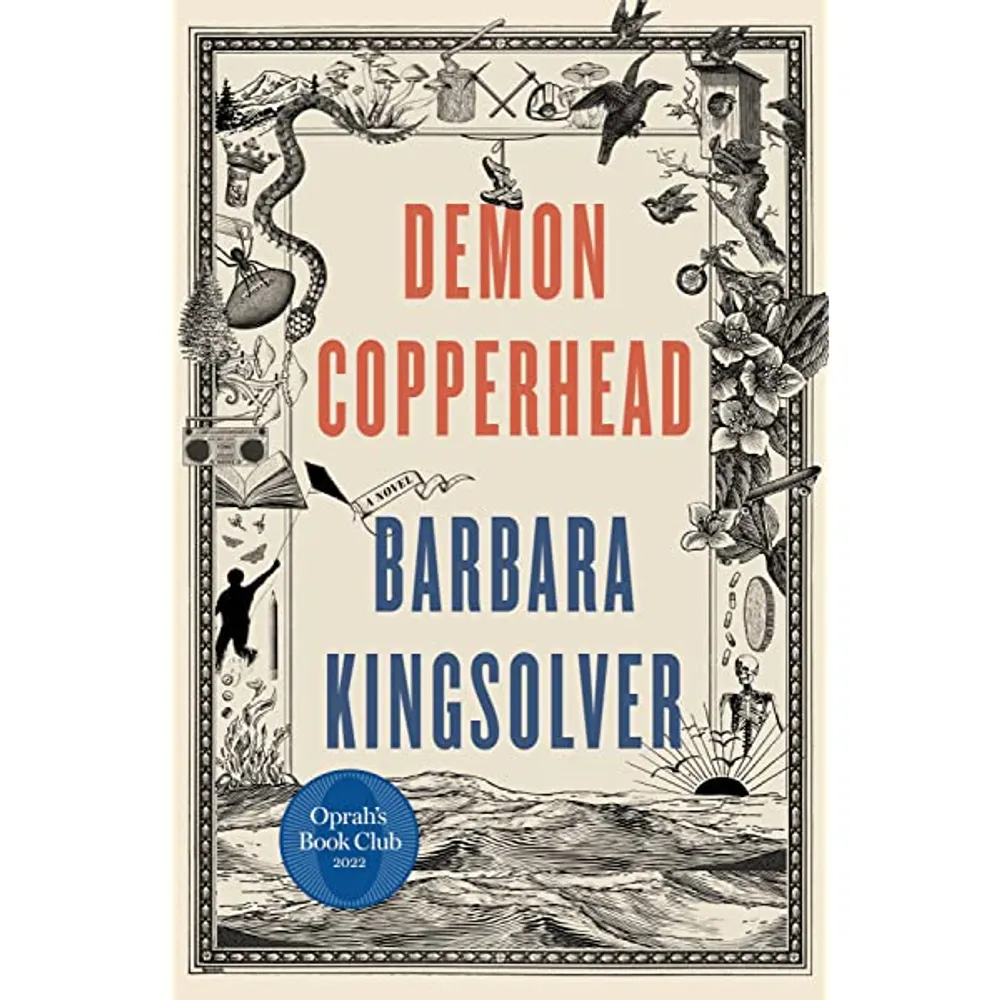 DEMON
COPPERHEAD
A NOVEL
BARBARA
KINGSOLVER
Oprah's
Book Club
2022